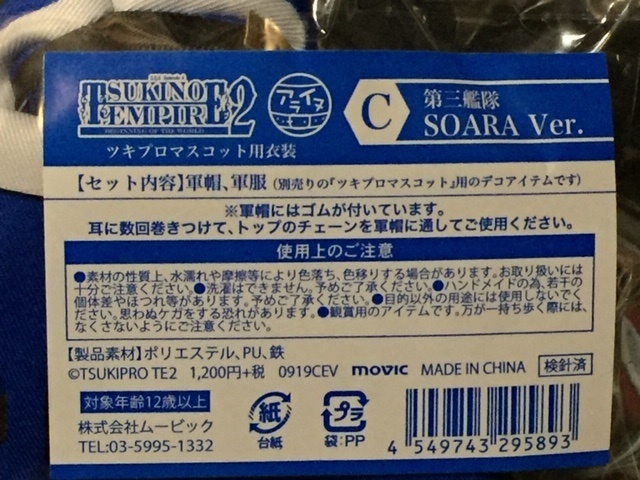 TSUKINO
EMPIRE2
BEGINNING OF THE WORLD
アライヌ
C
第三艦隊
SOARA Ver.
ツキプロマスコット用衣装
【セット内容】軍帽、軍服(別売りの『ツキプロマスコット』用のデコアイテムです)
※軍帽にはゴムが付いています。
耳に数回巻きつけて、トップのチェーンを軍帽に通してご使用ください。
使用上のご注意
●素材の性質上、水濡れや摩擦等により色落ち、色移りする場合があります。お取り扱いには
十分ご注意ください。●洗濯はできません。予めご了承ください。●ハンドメイドの為、若干の
個体差やほつれ等があります。予めご了承ください。●目的以外の用途には使用しないでく
ださい。思わぬケガをする恐れがあります。●観賞用のアイテムです。万が一持ち歩く際には、
なくさないようにご注意ください。
【製品素材】ポリエステル、PU、鉄
©TSUKIPRO TE2 1,200円+税 0919CEV movic MADE IN CHINA 検針済
対象年齢12歳以上
株式会社ムービック
TEL:03-5995-1332
紙
台紙
プラ
袋:PP
4 549743 295893